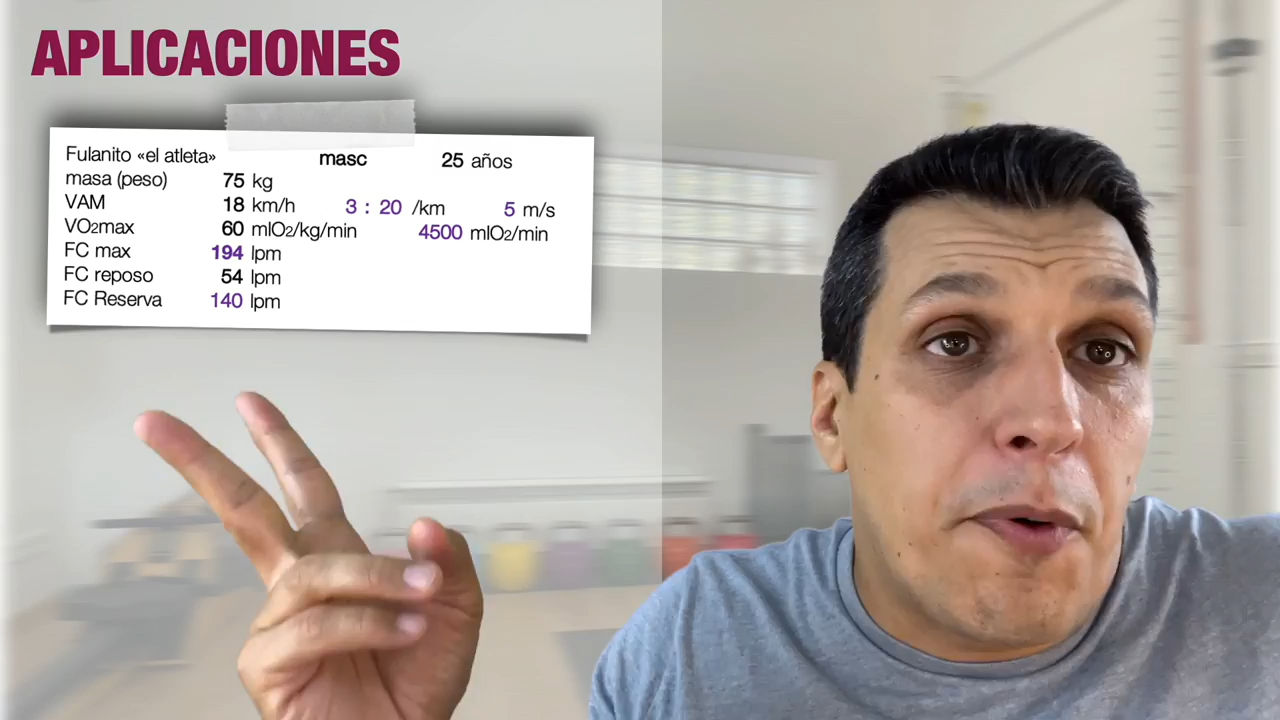 APLICACIONES
Fulanito «el atleta» masc 25 años
masa (peso) 75 kg
VAM 18 km/h 3 : 20 /km 5 m/s
VO2max 60 mlO2/kg/min 4500 mlO2/min
FC max 194 lpm
FC reposo 54 lpm
FC Reserva 140 lpm